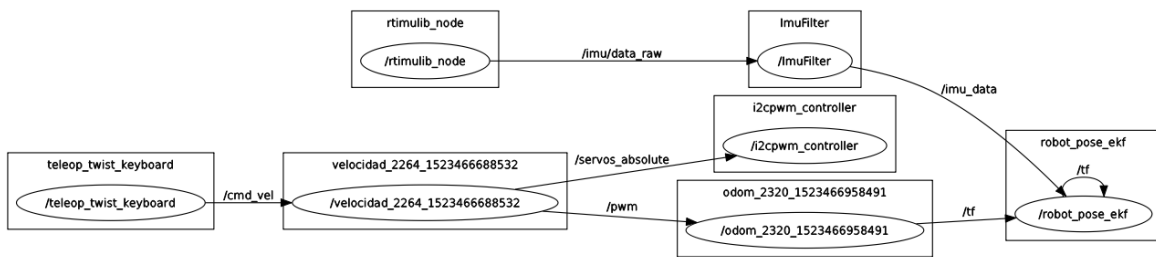 rtimulib_node
/rtimulib_node
/imu/data_raw
ImuFilter
/ImuFilter
/imu_data
i2cpwm_controller
/i2cpwm_controller
/servos_absolute
teleop_twist_keyboard
/teleop_twist_keyboard
/cmd_vel
velocidad_2264_1523466688532
/velocidad_2264_1523466688532
/pwm
odom_2320_1523466958491
/odom_2320_1523466958491
/tf
robot_pose_ekf
/tf
/robot_pose_ekf